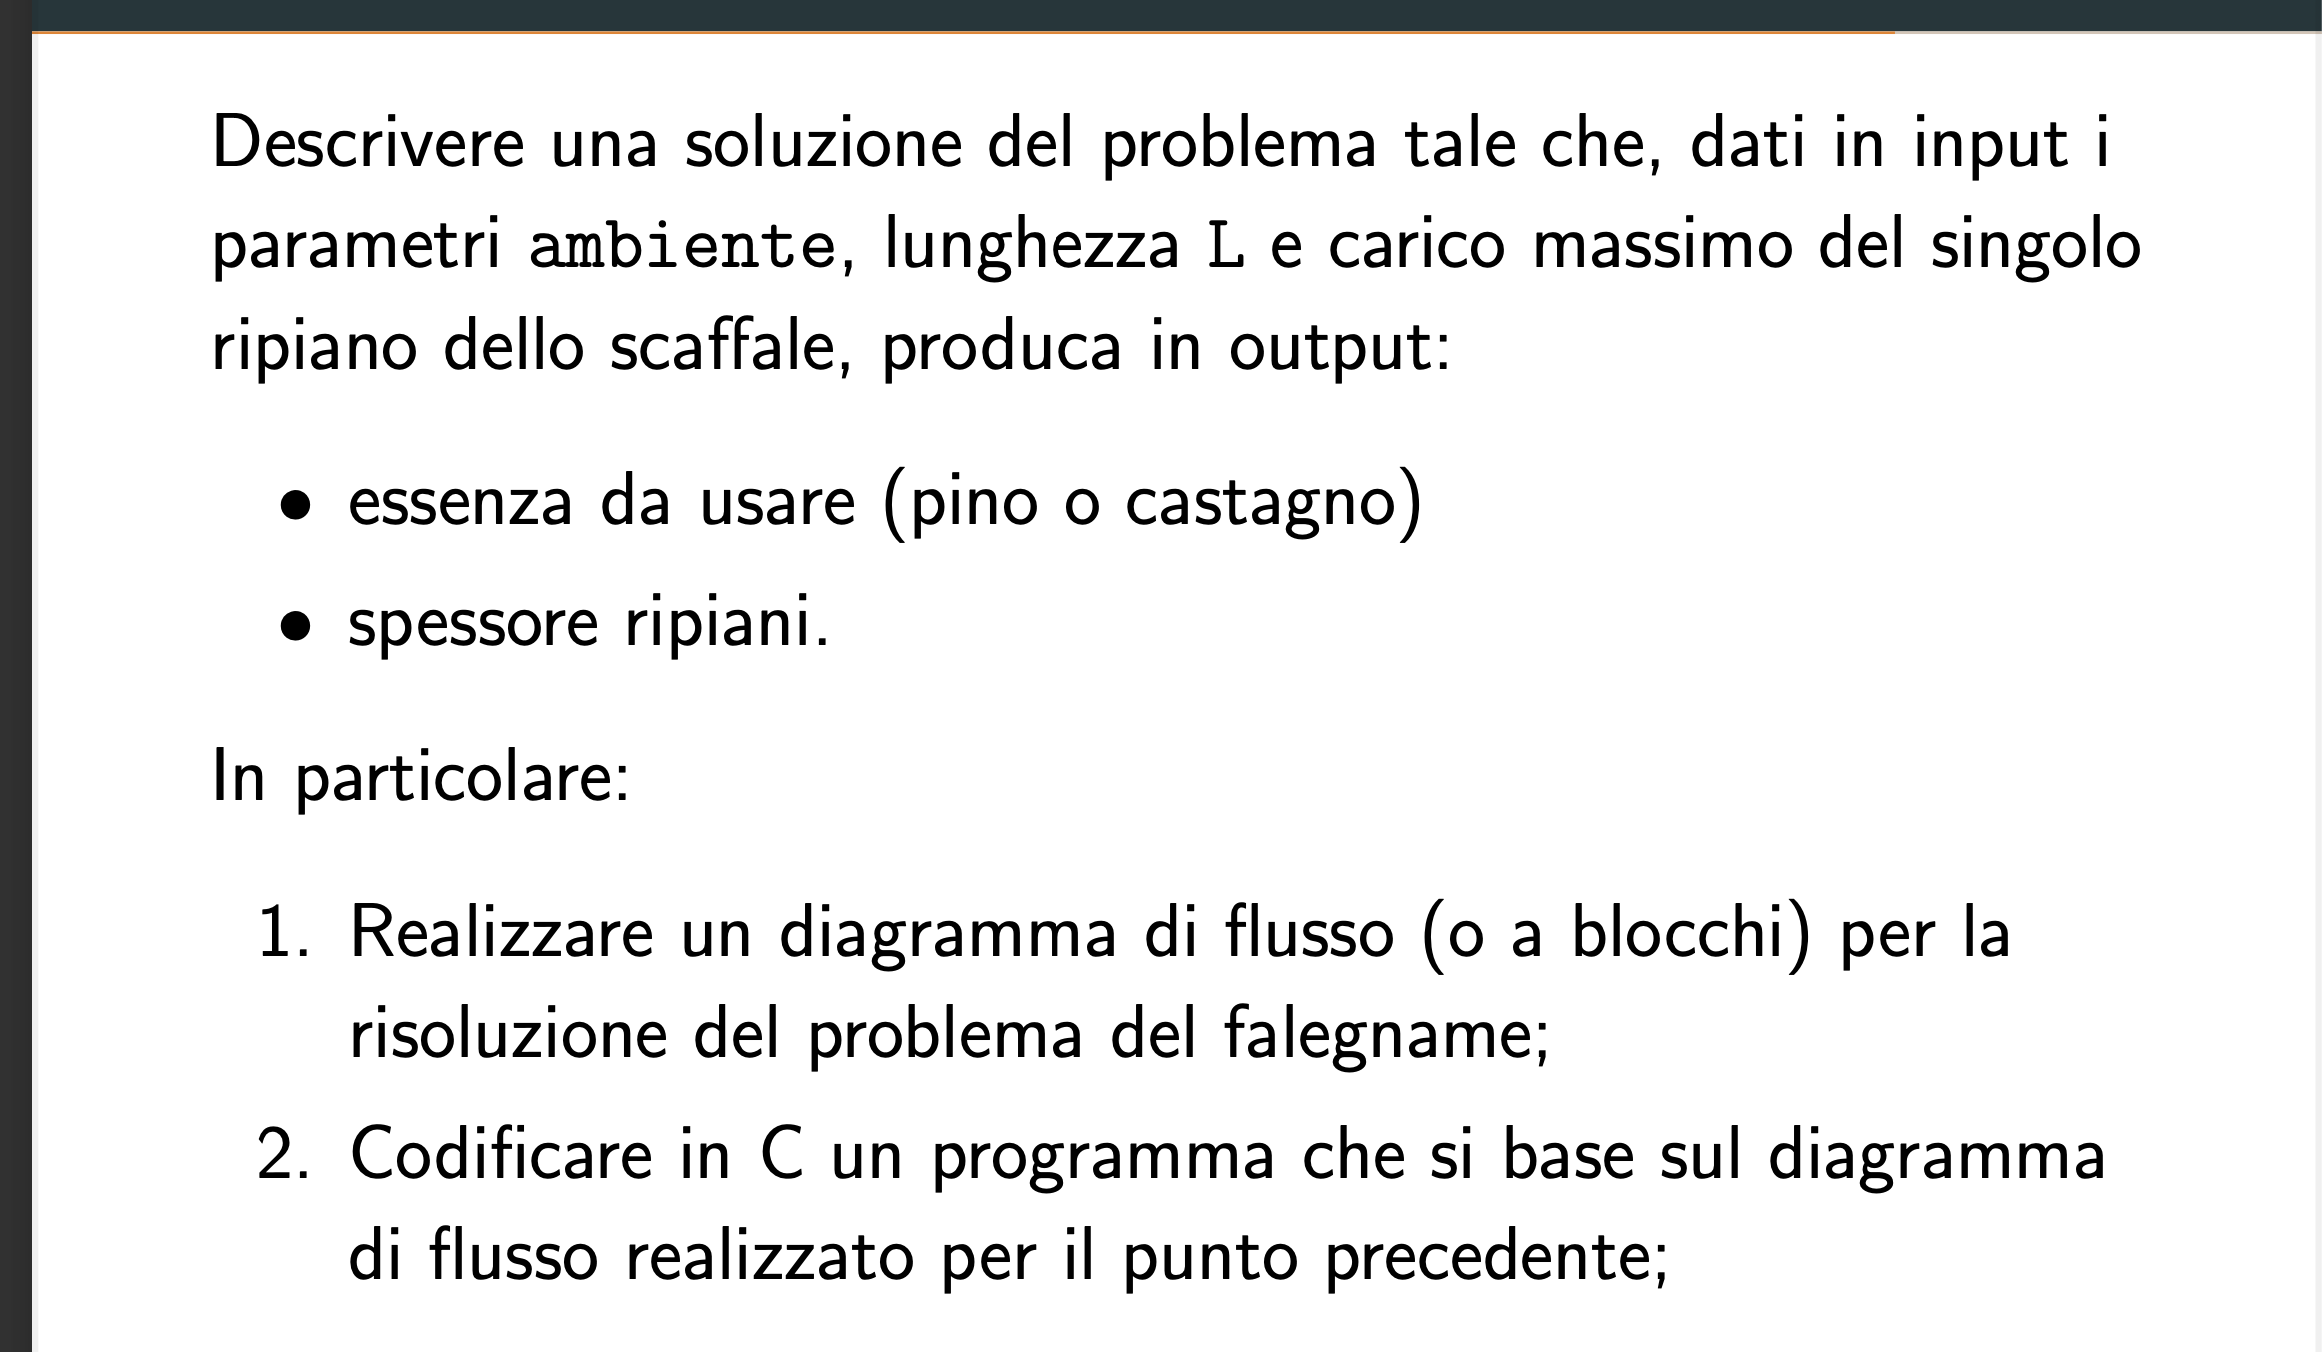 Descrivere una soluzione del problema tale che, dati in input i
parametri ambiente, lunghezza L e carico massimo del singolo
ripiano dello scaffale, produca in output:
• essenza da usare (pino o castagno)
• spessore ripiani.
In particolare:
1. Realizzare un diagramma di flusso (o a blocchi) per la
risoluzione del problema del falegname;
2. Codificare in C un programma che si base sul diagramma
di flusso realizzato per il punto precedente;